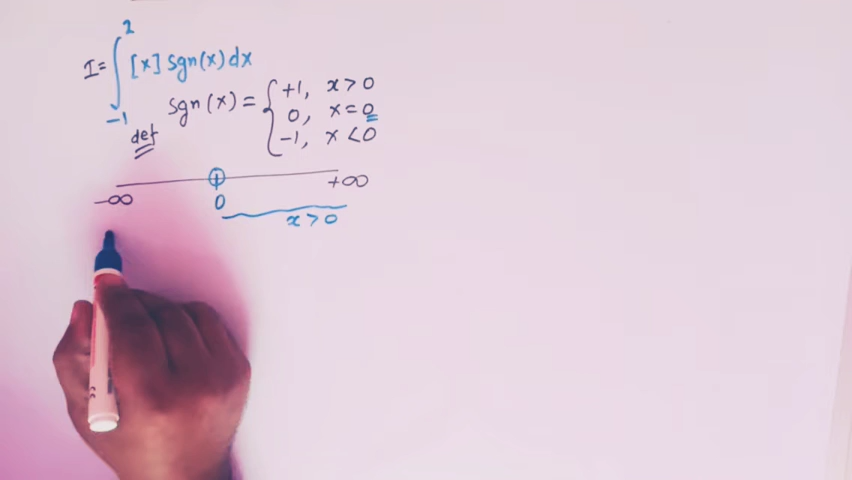 I = ∫_{-1}^{2} [x] sgn(x) dx
def
sgn(x) = { +1, x > 0
0, x = 0
-1, x < 0
-∞ 0 +∞
x > 0